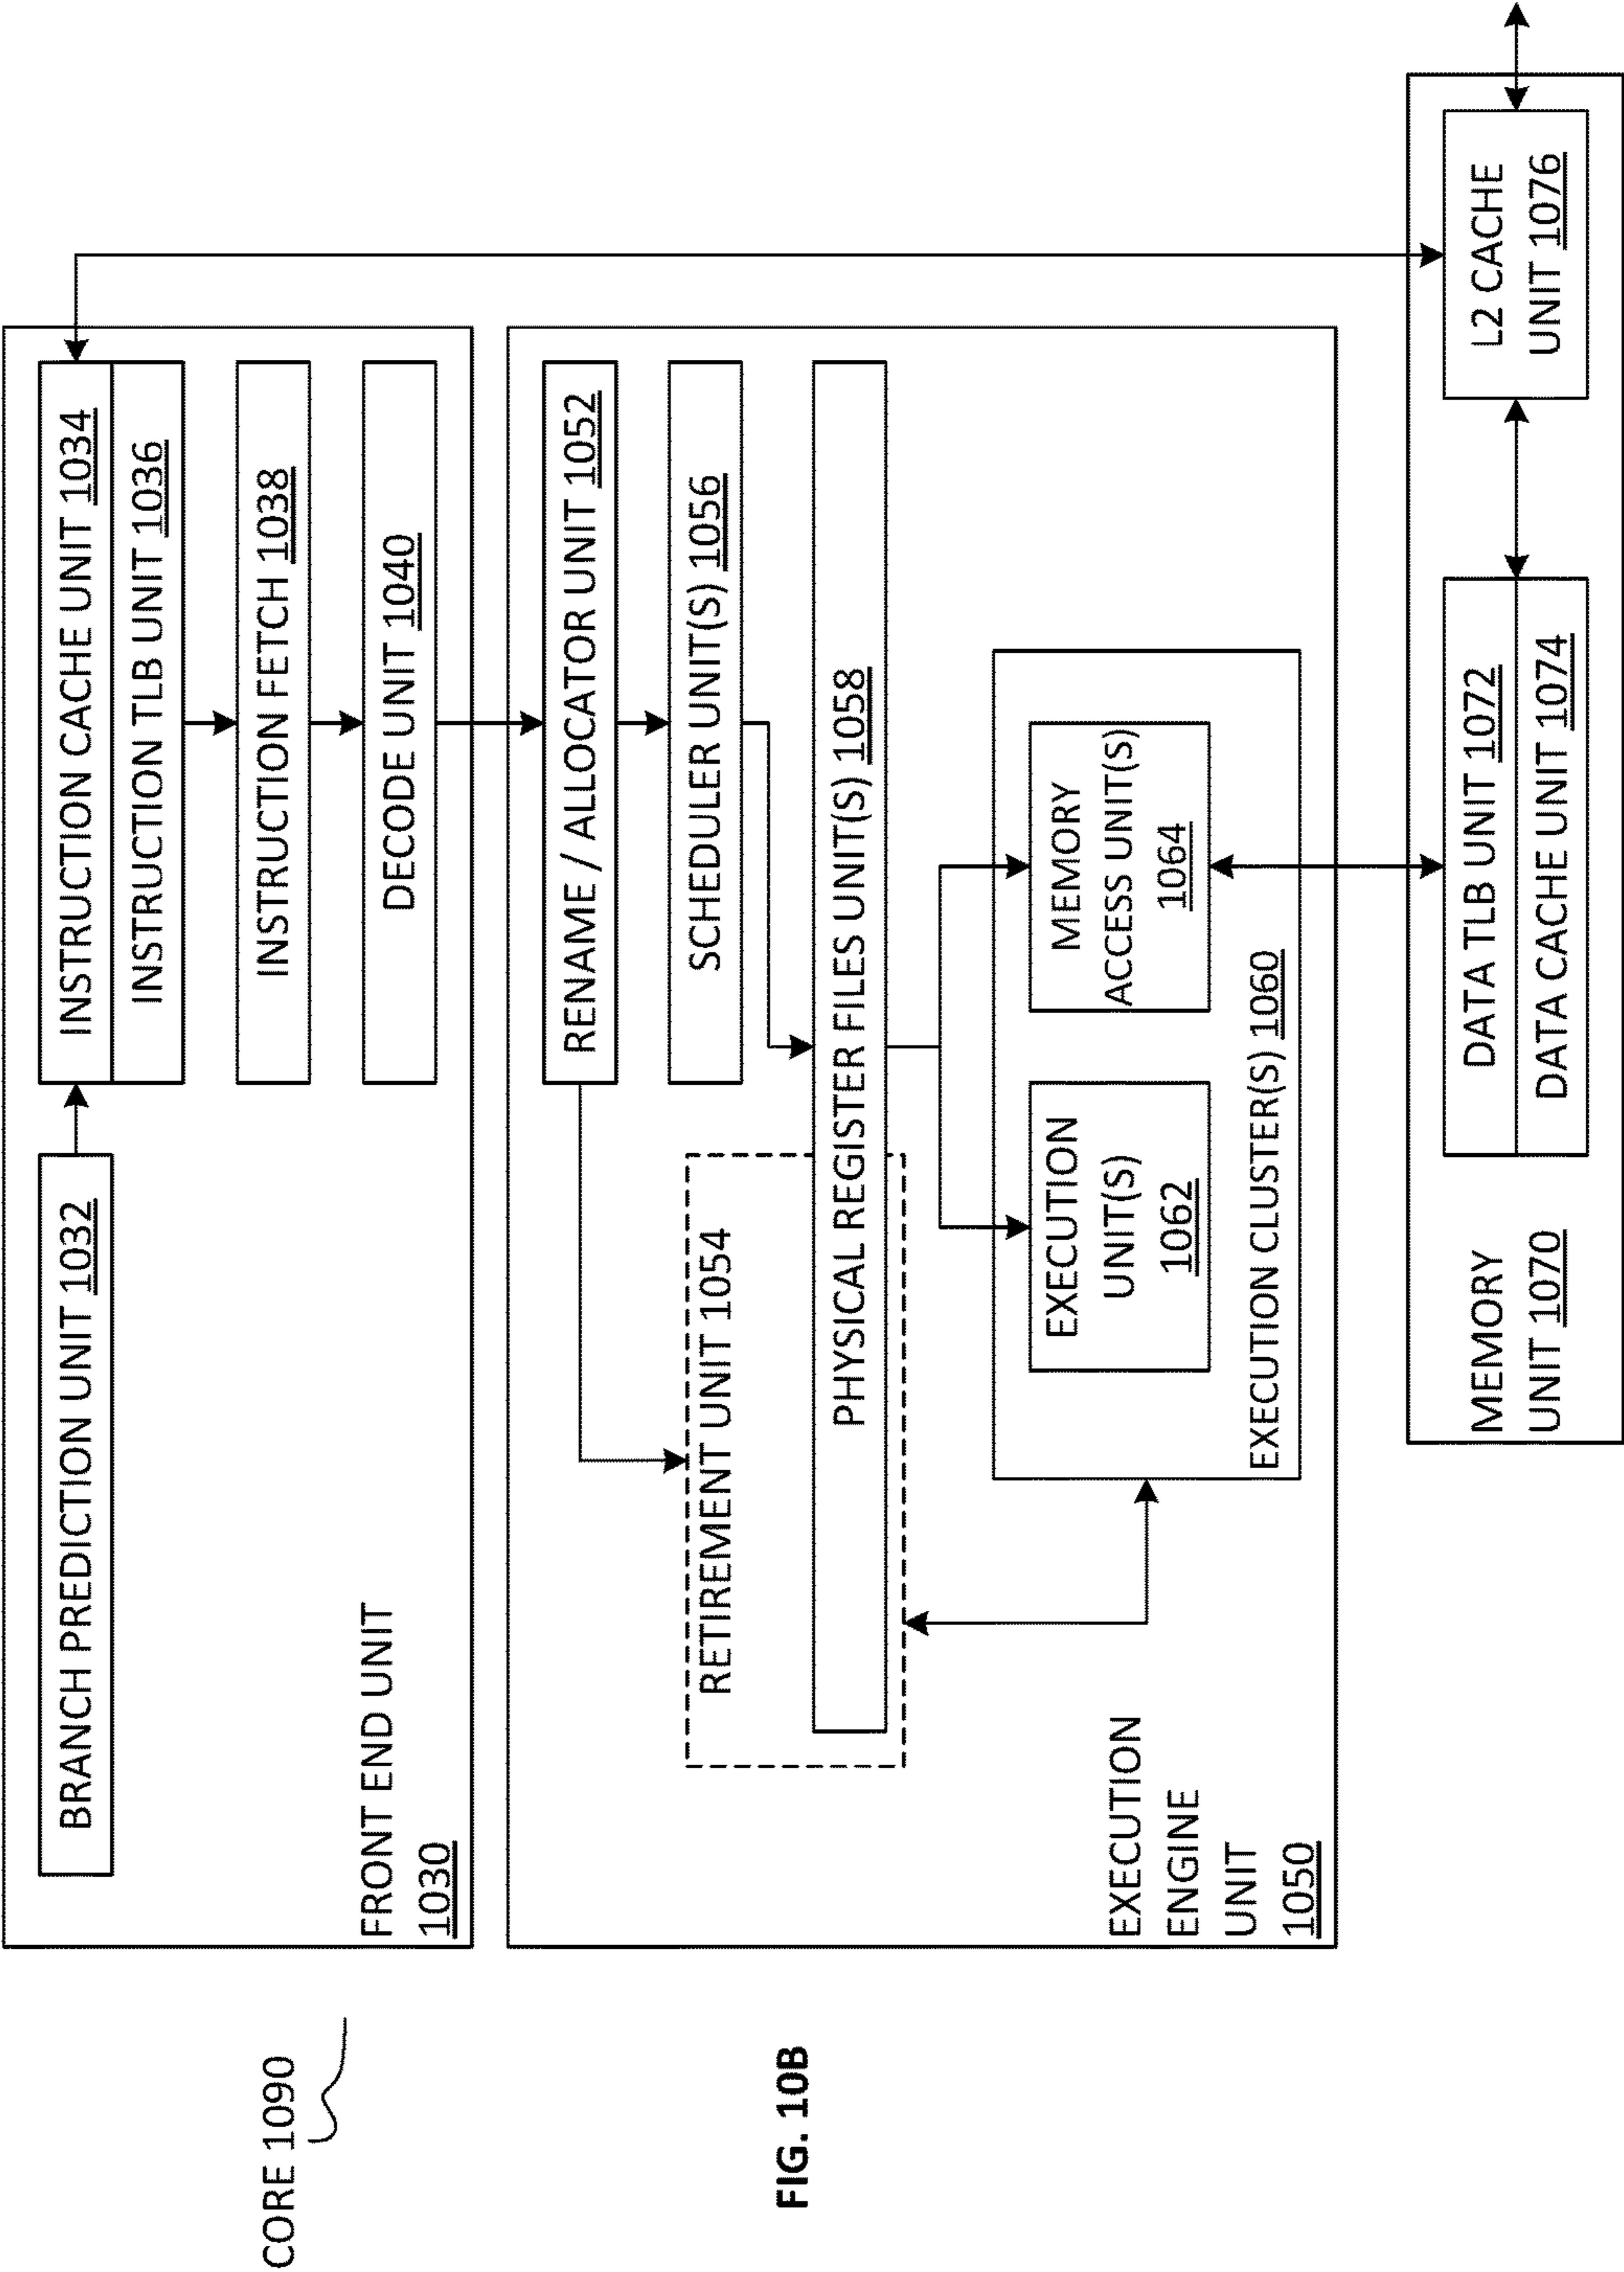 BRANCH PREDICTION UNIT 1032
INSTRUCTION CACHE UNIT 1034
INSTRUCTION TLB UNIT 1036
INSTRUCTION FETCH 1038
DECODE UNIT 1040
FRONT END UNIT
1030
CORE 1090
RENAME / ALLOCATOR UNIT 1052
SCHEDULER UNIT(S) 1056
RETIREMENT UNIT 1054
PHYSICAL REGISTER FILES UNIT(S) 1058
EXECUTION
UNIT(S)
1062
MEMORY
ACCESS UNIT(S)
1064
EXECUTION CLUSTER(S) 1060
EXECUTION
ENGINE
UNIT
1050
MEMORY
UNIT 1070
DATA TLB UNIT 1072
DATA CACHE UNIT 1074
L2 CACHE
UNIT 1076
FIG. 10B